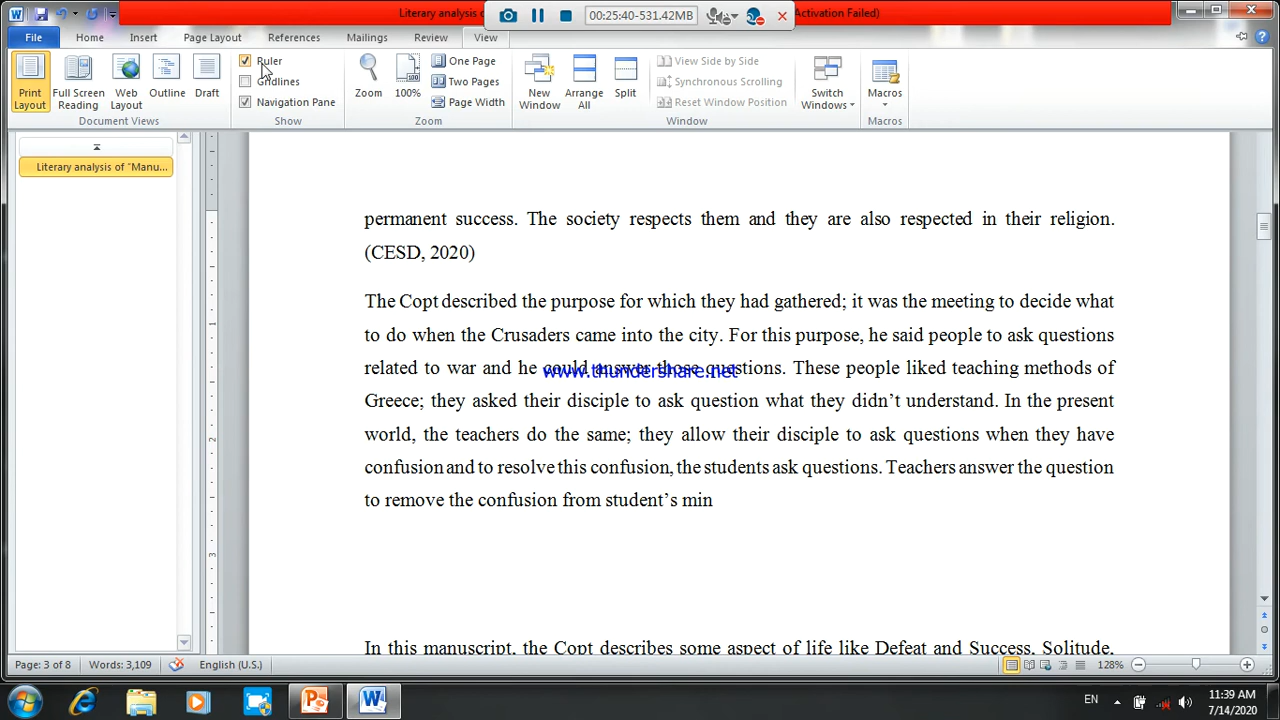 Literary analysis of
00:25:40-531.42MB
Activation Failed)
File
Home
Insert
Page Layout
References
Mailings
Review
View
Print Layout
Full Screen Reading
Web Layout
Outline
Draft
Document Views
Ruler
Gridlines
Navigation Pane
Show
Zoom
100%
One Page
Two Pages
Page Width
Zoom
New Window
Arrange All
Split
View Side by Side
Synchronous Scrolling
Reset Window Position
Window
Switch Windows
Macros
Macros
Literary analysis of "Manu...
permanent success. The society respects them and they are also respected in their religion.
(CESD, 2020)
The Copt described the purpose for which they had gathered; it was the meeting to decide what
to do when the Crusaders came into the city. For this purpose, he said people to ask questions
related to war and he could answer those questions. These people liked teaching methods of
www.thundershare.net
Greece; they asked their disciple to ask question what they didn't understand. In the present
world, the teachers do the same; they allow their disciple to ask questions when they have
confusion and to resolve this confusion, the students ask questions. Teachers answer the question
to remove the confusion from student's min
In this manuscript, the Copt describes some aspect of life like Defeat and Success, Solitude,
1
2
3
Page: 3 of 8
Words: 3,109
English (U.S.)
128%
EN
11:39 AM
7/14/2020